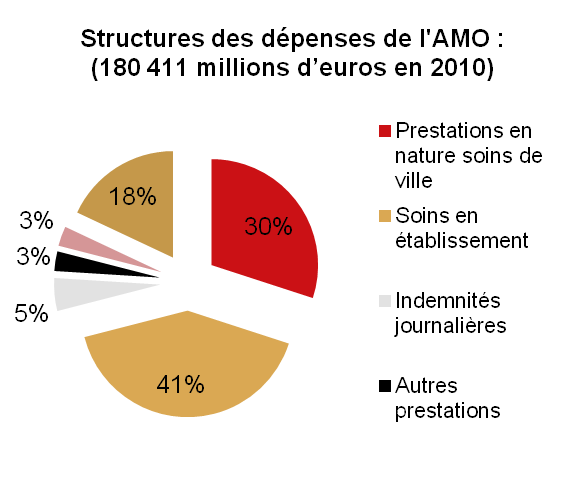 Structures des dépenses de l'AMO :
(180 411 millions d’euros en 2010)
18%
30%
3%
3%
5%
41%
Prestations en
nature soins de
ville
Soins en
établissement
Indemnités
journalières
Autres
prestations